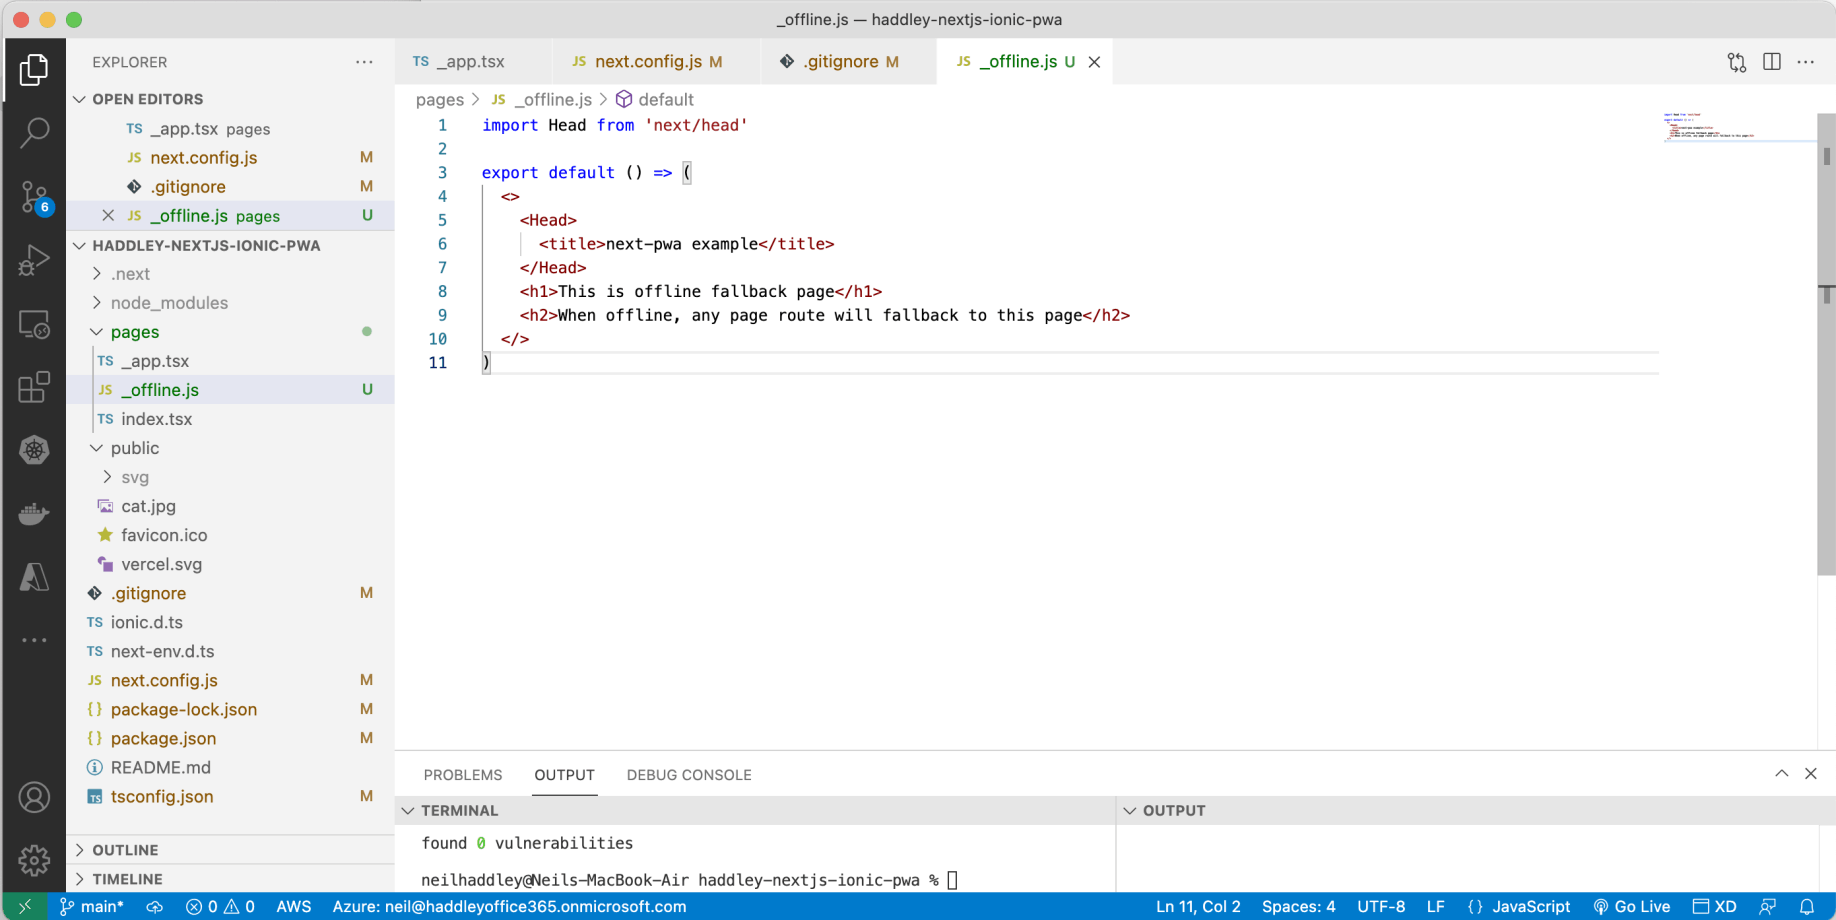 _offline.js — haddley-nextjs-ionic-pwa
EXPLORER
TS _app.tsx
JS next.config.js M
.gitignore M
JS _offline.js U
OPEN EDITORS
TS _app.tsx pages
JS next.config.js M
.gitignore M
JS _offline.js pages U
6
HADDLEY-NEXTJS-IONIC-PWA
.next
node_modules
pages
TS _app.tsx
JS _offline.js U
TS index.tsx
public
svg
cat.jpg
favicon.ico
vercel.svg
.gitignore M
TS ionic.d.ts
TS next-env.d.ts
JS next.config.js M
{} package-lock.json M
{} package.json M
README.md
TS tsconfig.json M
OUTLINE
TIMELINE
pages > JS _offline.js > default
1 import Head from 'next/head'
2
3 export default () => (
4 <>
5 <Head>
6 <title>next-pwa example</title>
7 </Head>
8 <h1>This is offline fallback page</h1>
9 <h2>When offline, any page route will fallback to this page</h2>
10 </>
11 )
PROBLEMS OUTPUT DEBUG CONSOLE
TERMINAL
found 0 vulnerabilities
neilhaddley@Neils-MacBook-Air haddley-nextjs-ionic-pwa %
OUTPUT
main* 0 0 AWS Azure: neil@haddleyoffice365.onmicrosoft.com Ln 11, Col 2 Spaces: 4 UTF-8 LF {} JavaScript Go Live XD